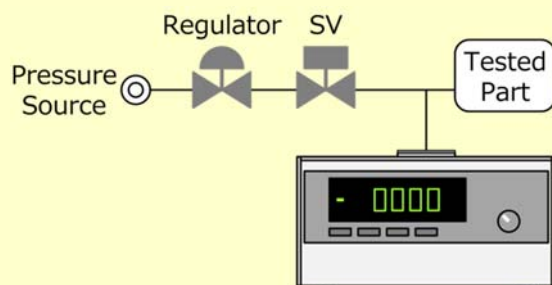 Regulator SV
Pressure
Source
Tested
Part
- 0000